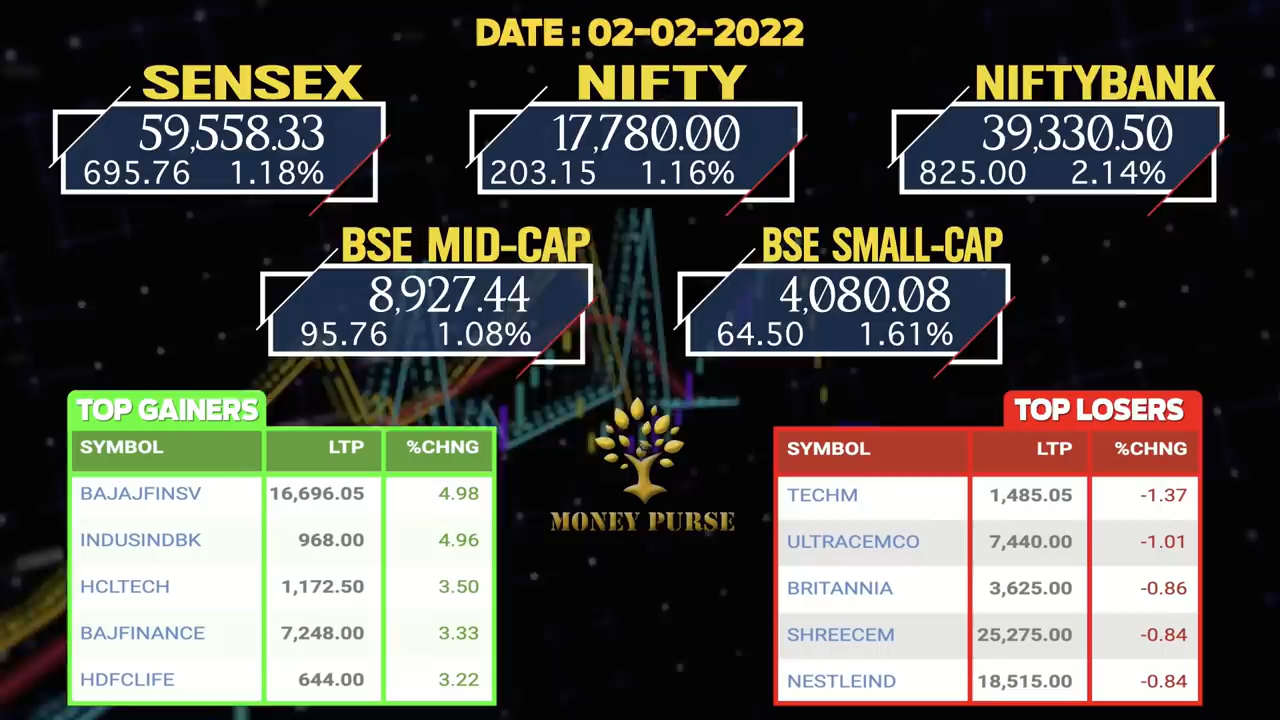 DATE : 02-02-2022
SENSEX
59,558.33
695.76 1.18%
NIFTY
17,780.00
203.15 1.16%
NIFTYBANK
39,330.50
825.00 2.14%
BSE MID-CAP
8,927.44
95.76 1.08%
BSE SMALL-CAP
4,080.08
64.50 1.61%
TOP GAINERS
SYMBOL LTP %CHNG
BAJAJFINSV 16,696.05 4.98
INDUSINDBK 968.00 4.96
HCLTECH 1,172.50 3.50
BAJFINANCE 7,248.00 3.33
HDFCLIFE 644.00 3.22
MONEY PURSE
TOP LOSERS
SYMBOL LTP %CHNG
TECHM 1,485.05 -1.37
ULTRACEMCO 7,440.00 -1.01
BRITANNIA 3,625.00 -0.86
SHREECEM 25,275.00 -0.84
NESTLEIND 18,515.00 -0.84